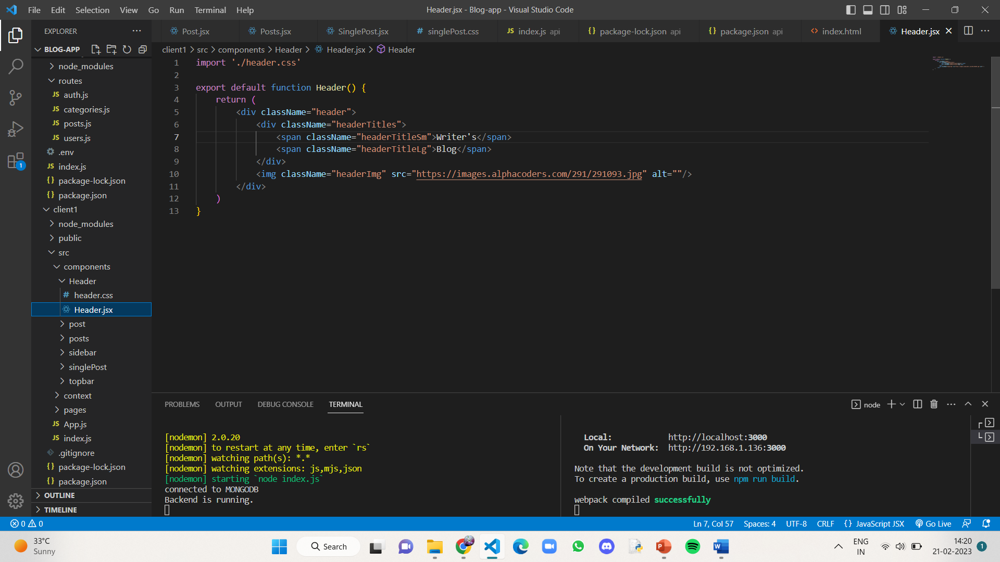 File Edit Selection View Go Run Terminal Help
Header.jsx - Blog-app - Visual Studio Code
EXPLORER
Post.jsx
Posts.jsx
SinglePost.jsx
# singlePost.css
JS index.js api
{} package-lock.json api
{} package.json api
<> index.html
Header.jsx
BLOG-APP
client1 > src > components > Header > Header.jsx > Header
node_modules
routes
JS auth.js
JS categories.js
JS posts.js
JS users.js
.env
JS index.js
{} package-lock.json
{} package.json
client1
node_modules
public
src
components
Header
# header.css
Header.jsx
post
posts
sidebar
singlePost
topbar
context
pages
JS App.js
JS index.js
.gitignore
{} package-lock.json
{} package.json
OUTLINE
TIMELINE
1
1 import './header.css'
2
3 export default function Header() {
4 return (
5 <div className="header">
6 <div className="headerTitles">
7 <span className="headerTitleSm">Writer's</span>
8 <span className="headerTitleLg">Blog</span>
9 </div>
10 <img className="headerImg" src="https://images.alphacoders.com/291/291093.jpg" alt=""/>
11 </div>
12 )
13 }
PROBLEMS OUTPUT DEBUG CONSOLE TERMINAL
node
[nodemon] 2.0.20
[nodemon] to restart at any time, enter `rs`
[nodemon] watching path(s): *.*
[nodemon] watching extensions: js,mjs,json
[nodemon] starting `node index.js`
connected to MONGODB
Backend is running.
Local: http://localhost:3000
On Your Network: http://192.168.1.136:3000
Note that the development build is not optimized.
To create a production build, use npm run build.
webpack compiled successfully
0 0
Ln 7, Col 57 Spaces: 4 UTF-8 CRLF {} JavaScript JSX Go Live
33°C
Sunny
Search
P
W
ENG
IN
14:20
21-02-2023
1